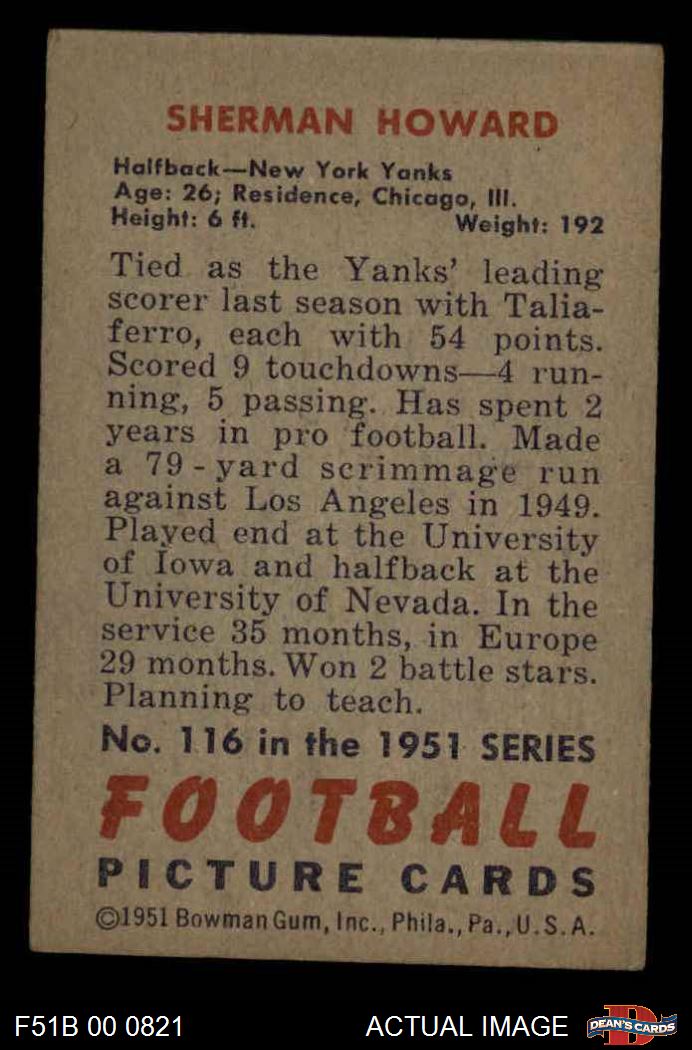 SHERMAN HOWARD
Halfback—New York Yanks
Age: 26; Residence, Chicago, Ill.
Height: 6 ft. Weight: 192
Tied as the Yanks' leading
scorer last season with Talia-
ferro, each with 54 points.
Scored 9 touchdowns—4 run-
ning, 5 passing. Has spent 2
years in pro football. Made
a 79-yard scrimmage run
against Los Angeles in 1949.
Played end at the University
of Iowa and halfback at the
University of Nevada. In the
service 35 months, in Europe
29 months. Won 2 battle stars.
Planning to teach.
No. 116 in the 1951 SERIES
FOOTBALL
PICTURE CARDS
©1951 Bowman Gum, Inc., Phila., Pa., U.S.A.
F51B 00 0821 ACTUAL IMAGE D DEAN'S CARDS